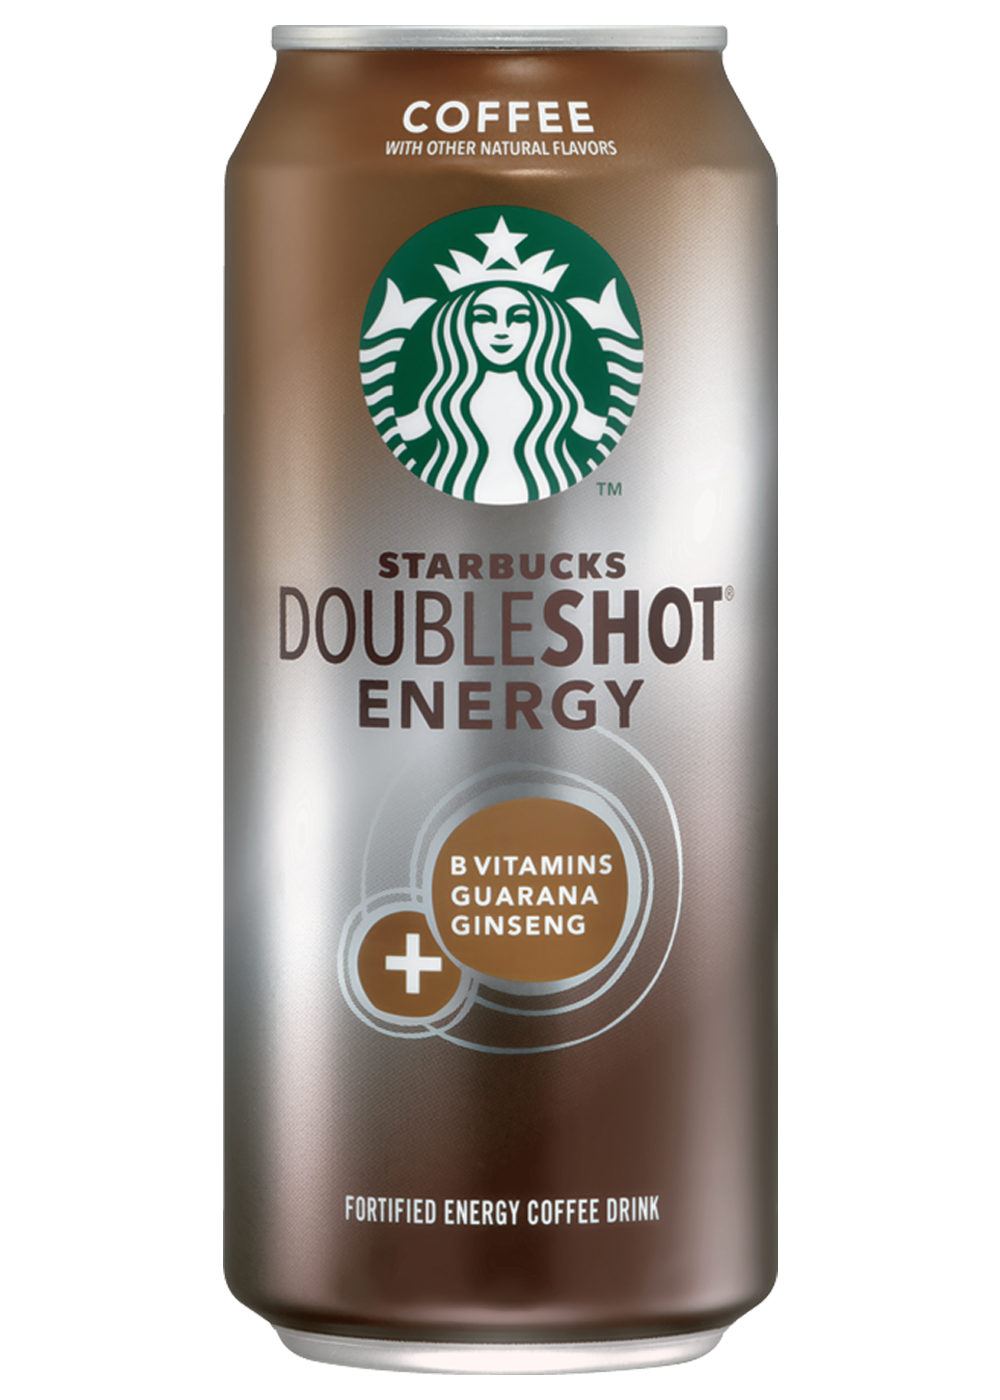 COFFEE
WITH OTHER NATURAL FLAVORS
TM
STARBUCKS
DOUBLESHOT®
ENERGY
B VITAMINS
GUARANA
GINSENG
+
FORTIFIED ENERGY COFFEE DRINK